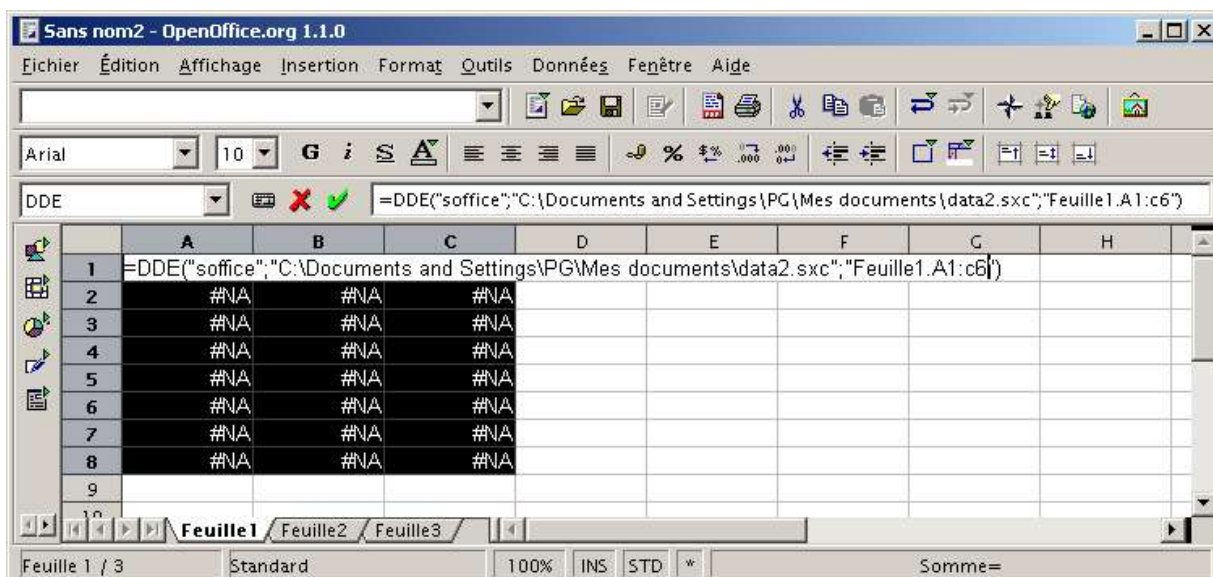 Sans nom2 - OpenOffice.org 1.1.0
Fichier Édition Affichage Insertion Format Outils Données Fenêtre Aide
Arial 10 G i S A % $% .000 .000
DDE =DDE("soffice";"C:\Documents and Settings\PG\Mes documents\data2.sxc";"Feuille1.A1:c6")
A B C D E F G H
1 =DDE("soffice";"C:\Documents and Settings\PG\Mes documents\data2.sxc";"Feuille1.A1:c6")
2 #NA #NA #NA
3 #NA #NA #NA
4 #NA #NA #NA
5 #NA #NA #NA
6 #NA #NA #NA
7 #NA #NA #NA
8 #NA #NA #NA
9
10
Feuille1 Feuille2 Feuille3
Feuille 1 / 3 Standard 100% INS STD * Somme=